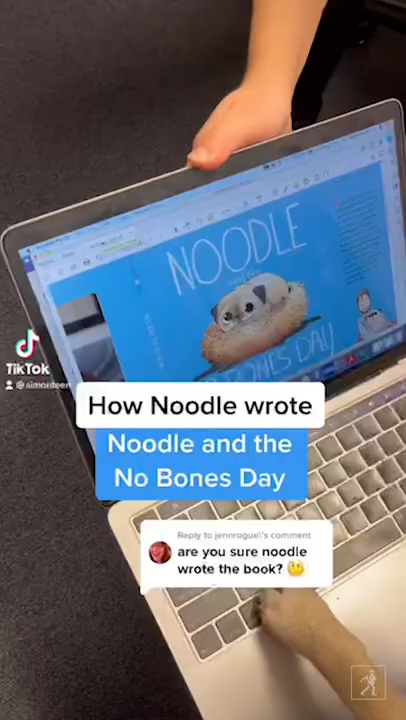 NOODLE
BONES DAY
TikTok
@simonteen
How Noodle wrote
Noodle and the
No Bones Day
Reply to jennrogue\'s comment
are you sure noodle
wrote the book? 🤔